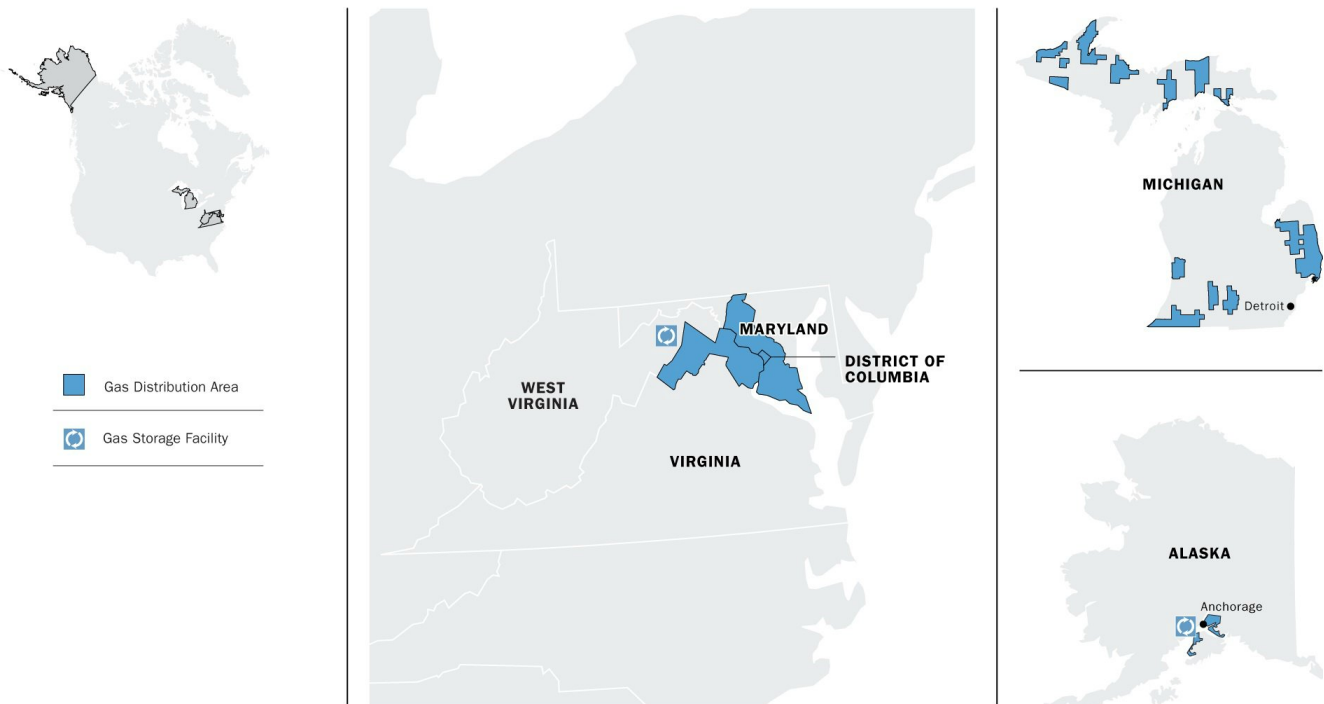 Gas Distribution Area
Gas Storage Facility
MARYLAND
DISTRICT OF
COLUMBIA
WEST
VIRGINIA
VIRGINIA
MICHIGAN
Detroit
ALASKA
Anchorage